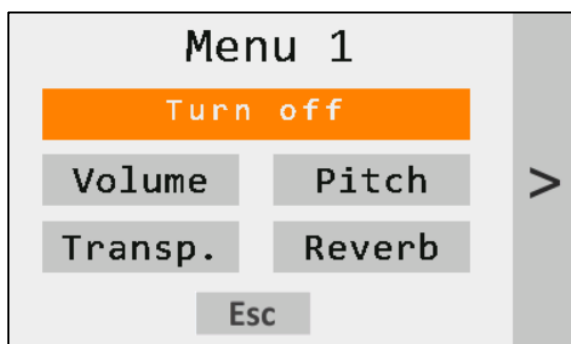 Menu 1
Turn off
Volume Pitch
>
Transp. Reverb
Esc